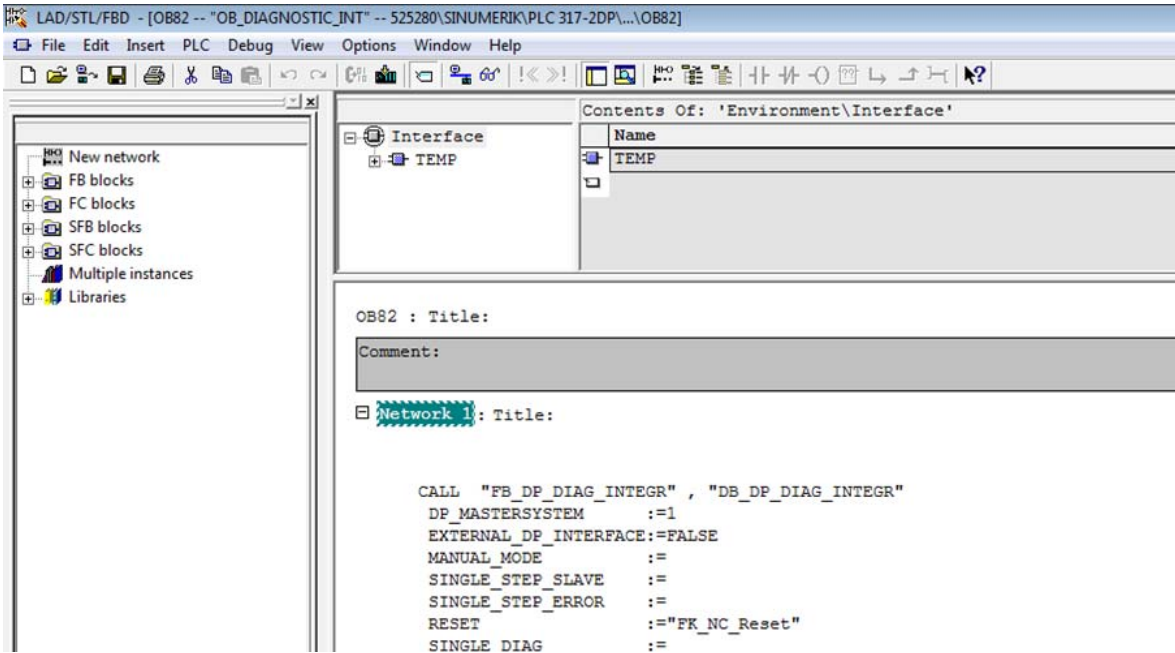 LAD/STL/FBD - [OB82 -- "OB_DIAGNOSTIC_INT" -- 525280\SINUMERIK\PLC 317-2DP\...\OB82]
File Edit Insert PLC Debug View Options Window Help
Contents Of: 'Environment\Interface'
Interface
Name
TEMP
TEMP
New network
FB blocks
FC blocks
SFB blocks
SFC blocks
Multiple instances
Libraries
OB82 : Title:
Comment:
Network 1: Title:
CALL "FB_DP_DIAG_INTEGR" , "DB_DP_DIAG_INTEGR"
DP_MASTERSYSTEM :=1
EXTERNAL_DP_INTERFACE:=FALSE
MANUAL_MODE :=
SINGLE_STEP_SLAVE :=
SINGLE_STEP_ERROR :=
RESET :="FK_NC_Reset"
SINGLE_DIAG :=